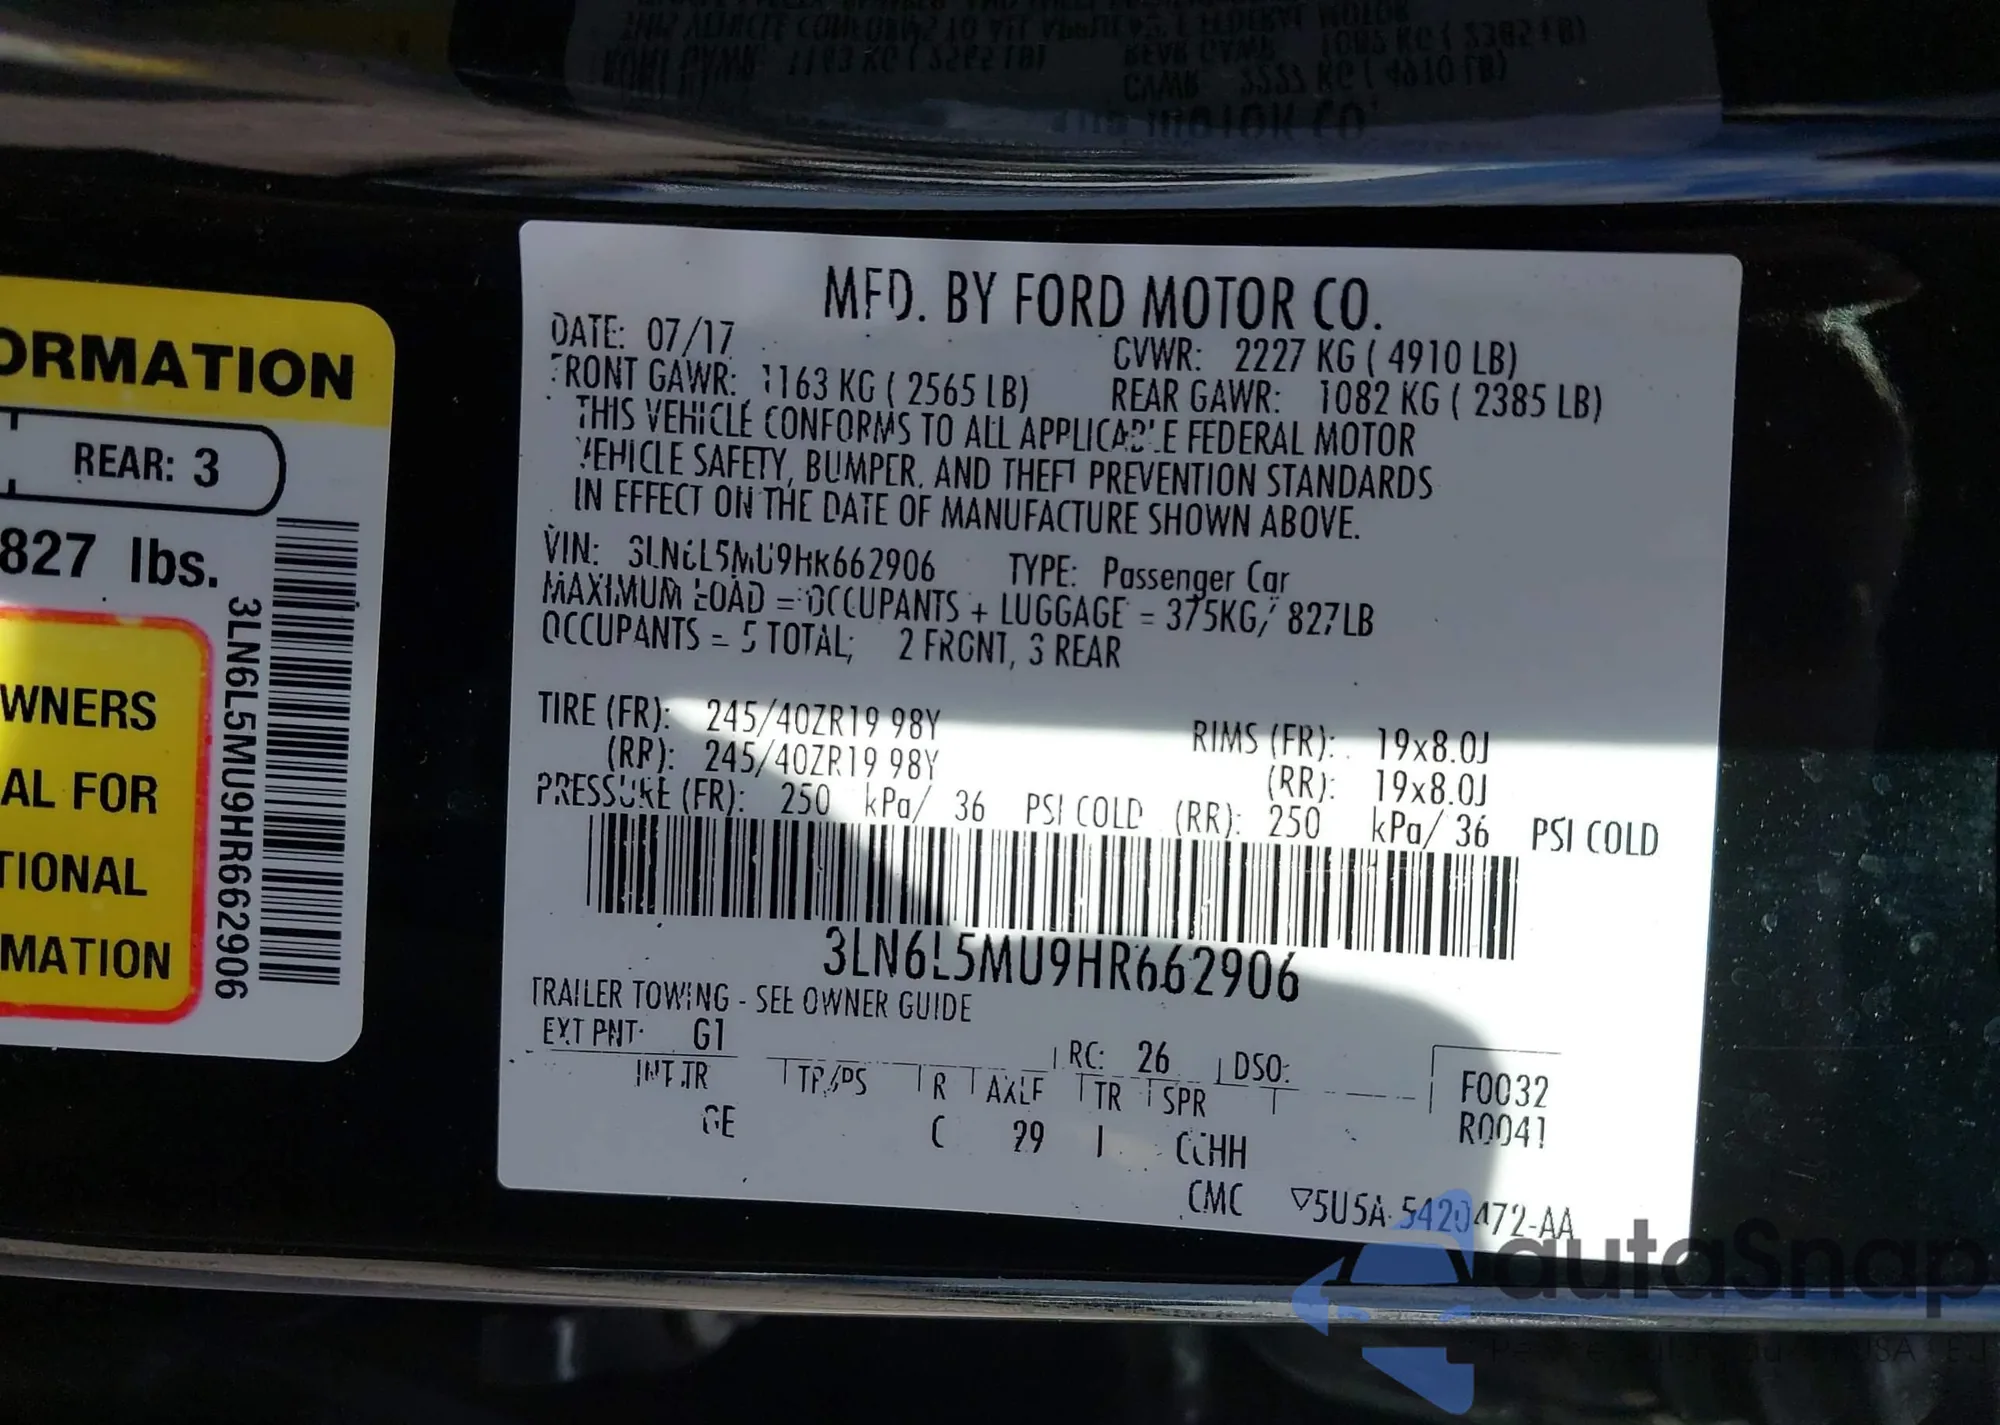 ORMATION
REAR: 3
827 lbs.
3LN6L5MU9HR662906
WNERS
AL FOR
TIONAL
MATION
MFD. BY FORD MOTOR CO.
DATE: 07/17 GVWR: 2227 KG ( 4910 LB)
FRONT GAWR: 1163 KG ( 2565 LB) REAR GAWR: 1082 KG ( 2385 LB)
THIS VEHICLE CONFORMS TO ALL APPLICABLE FEDERAL MOTOR
VEHICLE SAFETY, BUMPER, AND THEFT PREVENTION STANDARDS
IN EFFECT ON THE DATE OF MANUFACTURE SHOWN ABOVE.
VIN: 3LN6L5MU9HR662906 TYPE: Passenger Car
MAXIMUM LOAD = OCCUPANTS + LUGGAGE = 375KG/ 827LB
OCCUPANTS = 5 TOTAL; 2 FRONT, 3 REAR
TIRE (FR): 245/40ZR19 98Y RIMS (FR): 19x8.0J
(RR): 245/40ZR19 98Y (RR): 19x8.0J
PRESSURE (FR): 250 kPa/ 36 PSI COLD (RR): 250 kPa/ 36 PSI COLD
3LN6L5MU9HR662906
TRAILER TOWING - SEE OWNER GUIDE
EXT PNT: G1 RC: 26 DSO: F0032
INT TR TP/PS R AXLE TR SPR R0041
GE C 29 CCHH
CMC ▽5U5A-5420472-AA
autoSnap